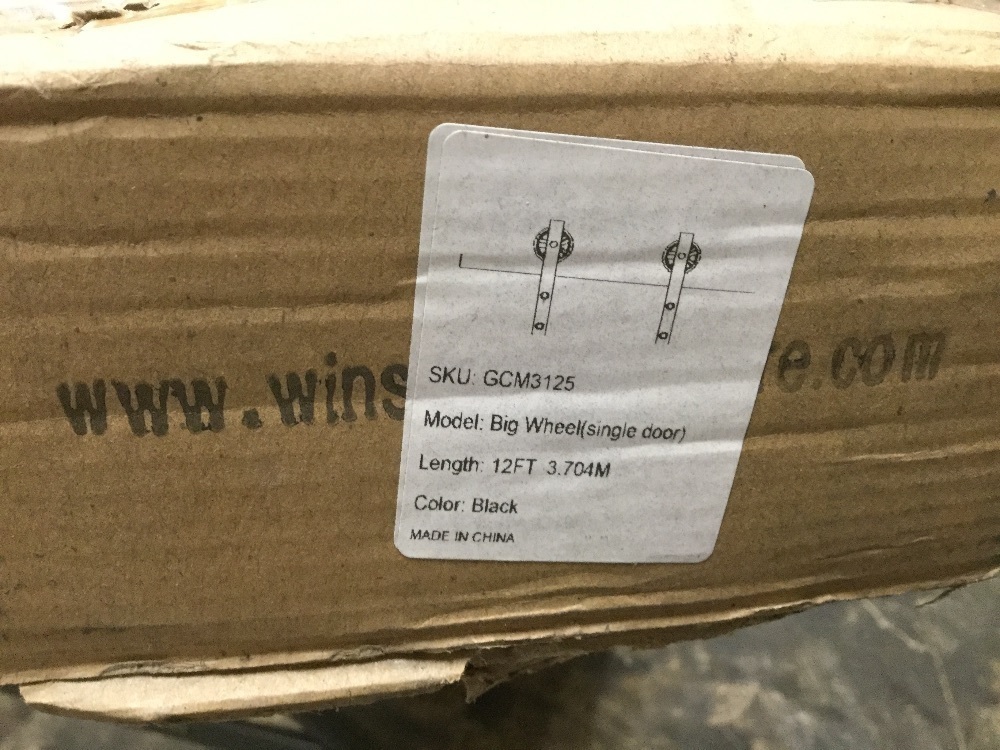 www.wins re.com
SKU: GCM3125
Model: Big Wheel(single door)
Length: 12FT 3.704M
Color: Black
MADE IN CHINA